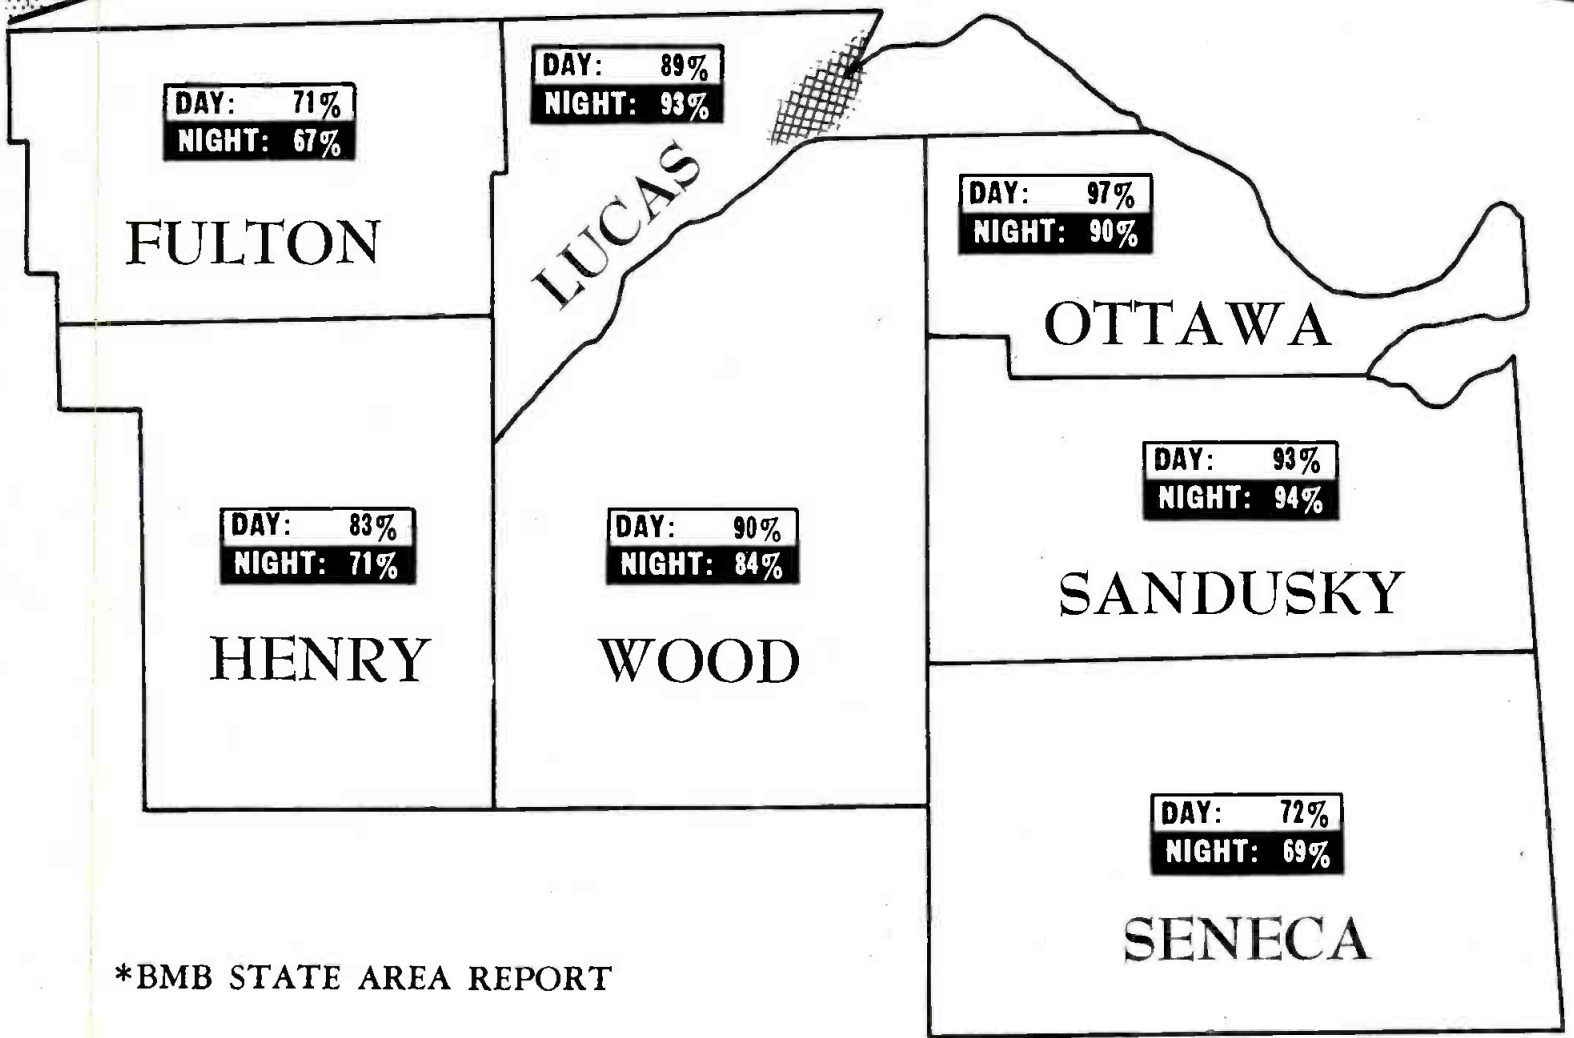 DAY: 89%
NIGHT: 93%
LUCAS
DAY: 71%
NIGHT: 67%
FULTON
DAY: 97%
NIGHT: 90%
OTTAWA
DAY: 93%
NIGHT: 94%
SANDUSKY
DAY: 83%
NIGHT: 71%
HENRY
DAY: 90%
NIGHT: 84%
WOOD
DAY: 72%
NIGHT: 69%
SENECA
*BMB STATE AREA REPORT